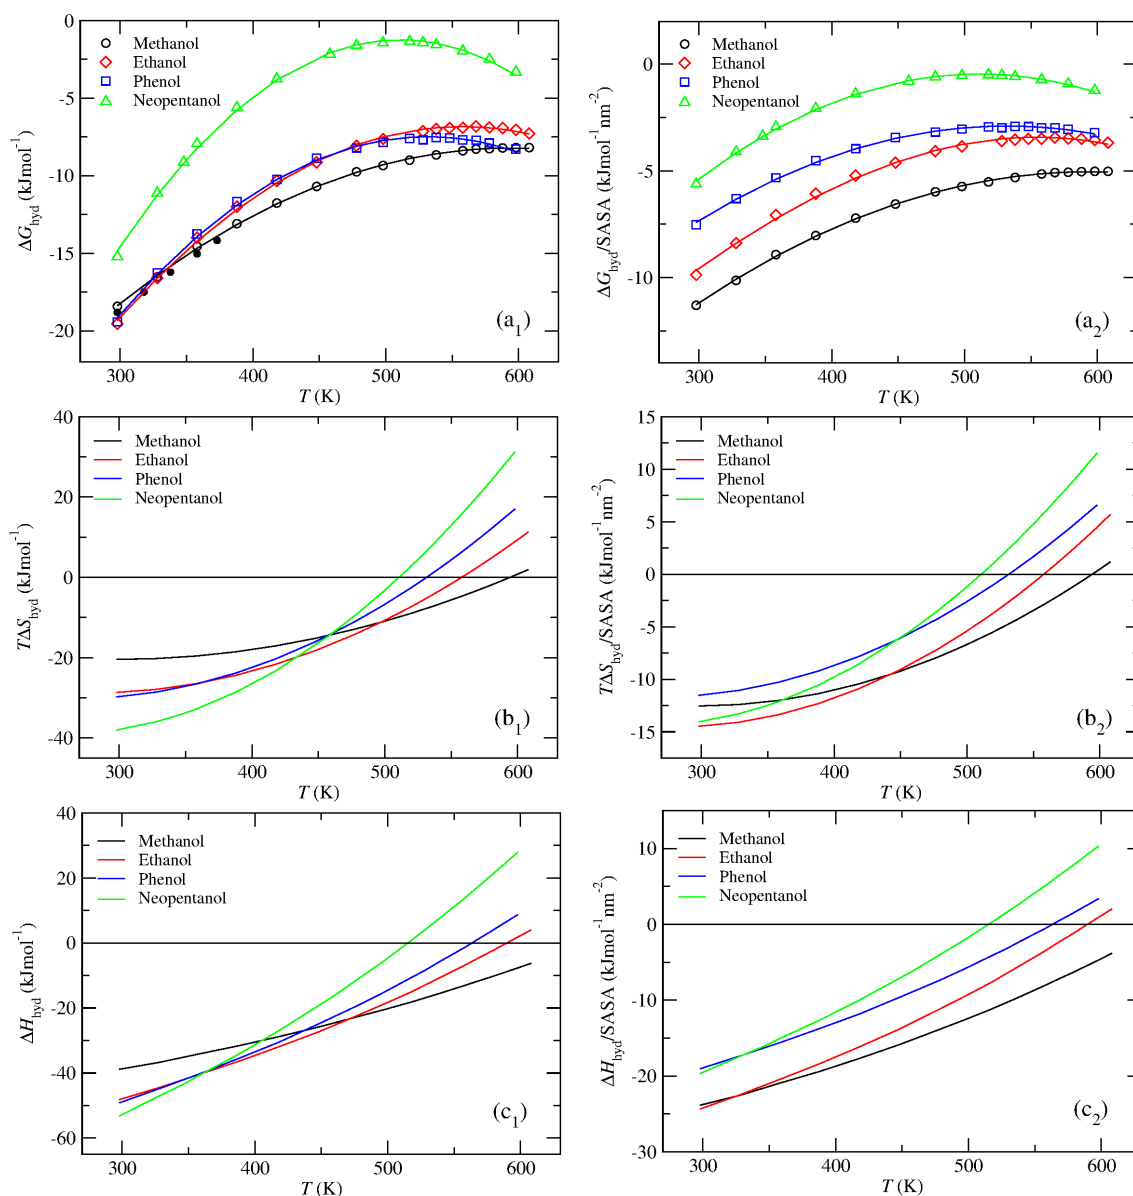 0
-5
-10
-15
-20
ΔG_hyd (kJmol^-1)
Methanol
Ethanol
Phenol
Neopentanol
(a_1)
300 400 500 600
T (K)
0
-5
-10
ΔG_hyd/SASA (kJmol^-1 nm^-2)
Methanol
Ethanol
Phenol
Neopentanol
(a_2)
300 400 500 600
T (K)
40
20
0
-20
-40
TΔS_hyd (kJmol^-1)
Methanol
Ethanol
Phenol
Neopentanol
(b_1)
300 400 500 600
T (K)
15
10
5
0
-5
-10
-15
TΔS_hyd/SASA (kJmol^-1 nm^-2)
Methanol
Ethanol
Phenol
Neopentanol
(b_2)
300 400 500 600
T (K)
40
20
0
-20
-40
-60
ΔH_hyd (kJmol^-1)
Methanol
Ethanol
Phenol
Neopentanol
(c_1)
300 400 500 600
T (K)
10
0
-10
-20
-30
ΔH_hyd/SASA (kJmol^-1 nm^-2)
Methanol
Ethanol
Phenol
Neopentanol
(c_2)
300 400 500 600
T (K)